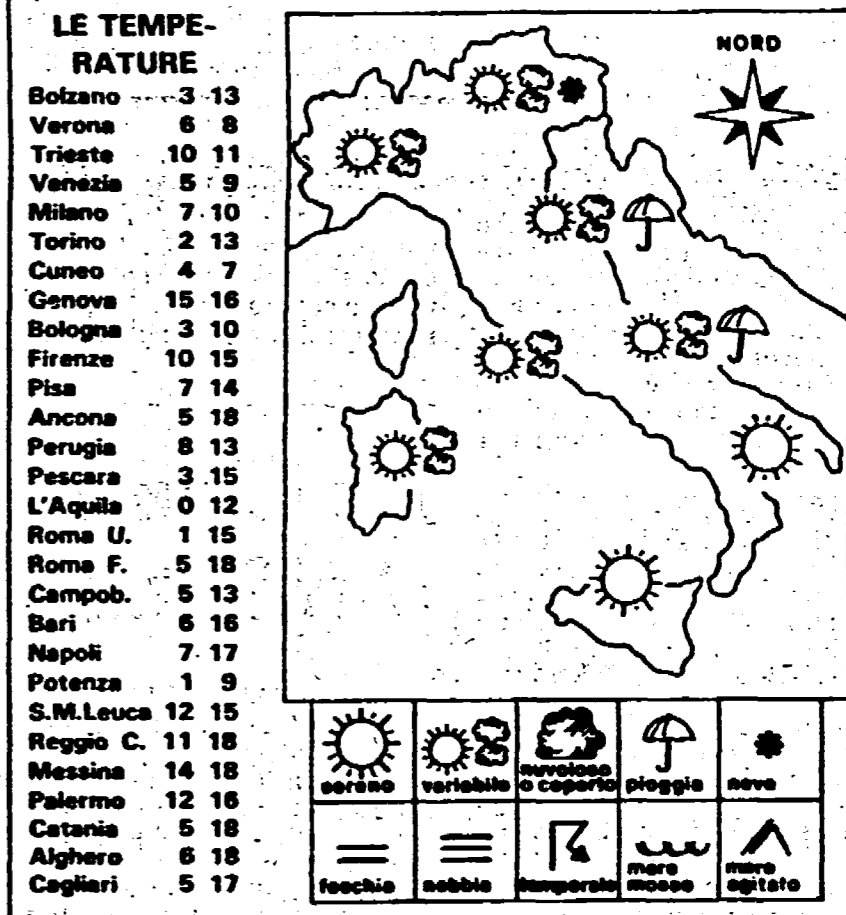 LE TEMPE-
RATURE
Bolzano -3 13
Verona 6 8
Trieste 10 11
Venezia 5 9
Milano 7 10
Torino 2 13
Cuneo 4 7
Genova 15 16
Bologna 3 10
Firenze 10 15
Pisa 7 14
Ancona 5 18
Perugia 8 13
Pescara 3 15
L'Aquila 0 12
Roma U. 1 15
Roma F. 5 18
Campob. 5 13
Bari 6 16
Napoli 7 17
Potenza 1 9
S.M.Leuca 12 15
Reggio C. 11 18
Messina 14 18
Palermo 12 16
Catania 5 18
Alghero 6 18
Cagliari 5 17
NORD
sereno
variabile
nuvoloso
o coperto
pioggia
neve
foschia
nebbia
temporale
mare
mosso
mare
agitato